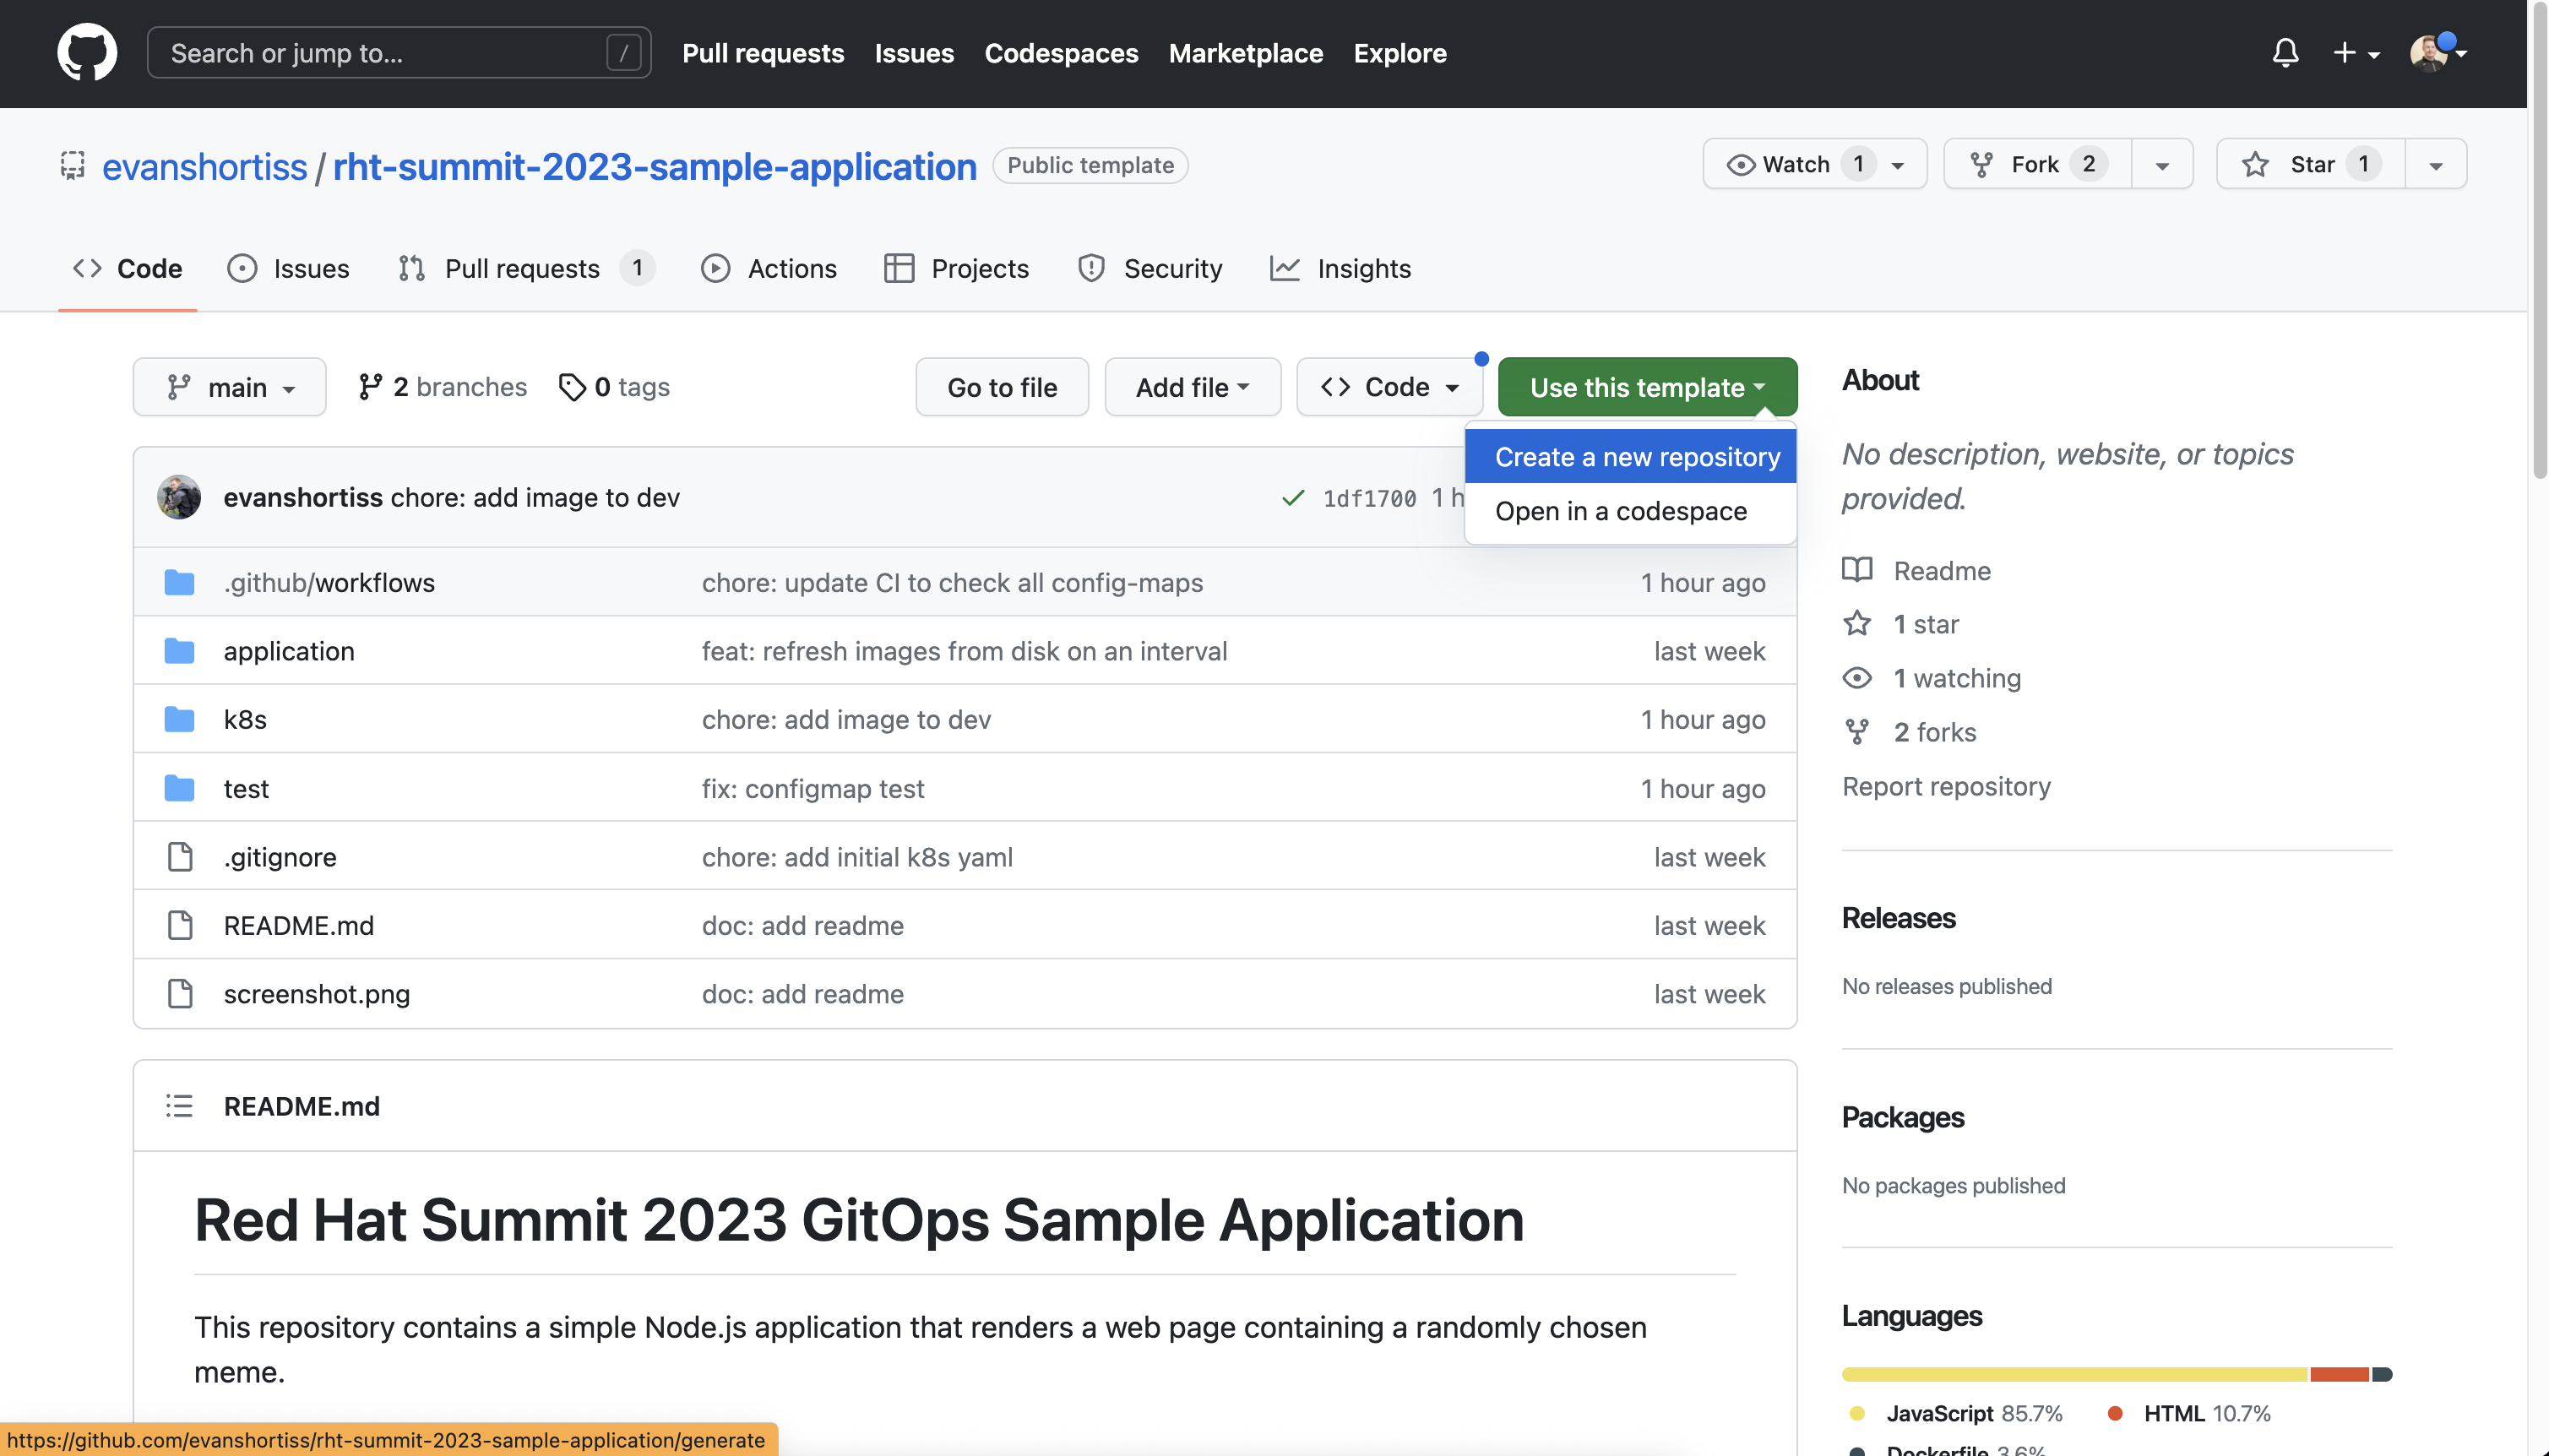 Search or jump to...
/
Pull requests
Issues
Codespaces
Marketplace
Explore
evanshortiss / rht-summit-2023-sample-application
Public template
Watch 1
Fork 2
Star 1
Code
Issues
Pull requests 1
Actions
Projects
Security
Insights
main
2 branches
0 tags
Go to file
Add file
Code
Use this template
Create a new repository
Open in a codespace
evanshortiss chore: add image to dev
1df1700 1 h
.github/workflows
chore: update CI to check all config-maps
1 hour ago
application
feat: refresh images from disk on an interval
last week
k8s
chore: add image to dev
1 hour ago
test
fix: configmap test
1 hour ago
.gitignore
chore: add initial k8s yaml
last week
README.md
doc: add readme
last week
screenshot.png
doc: add readme
last week
README.md
Red Hat Summit 2023 GitOps Sample Application
This repository contains a simple Node.js application that renders a web page containing a randomly chosen
meme.
About
No description, website, or topics
provided.
Readme
1 star
1 watching
2 forks
Report repository
Releases
No releases published
Packages
No packages published
Languages
JavaScript 85.7%
HTML 10.7%
Dockerfile 3.6%
https://github.com/evanshortiss/rht-summit-2023-sample-application/generate